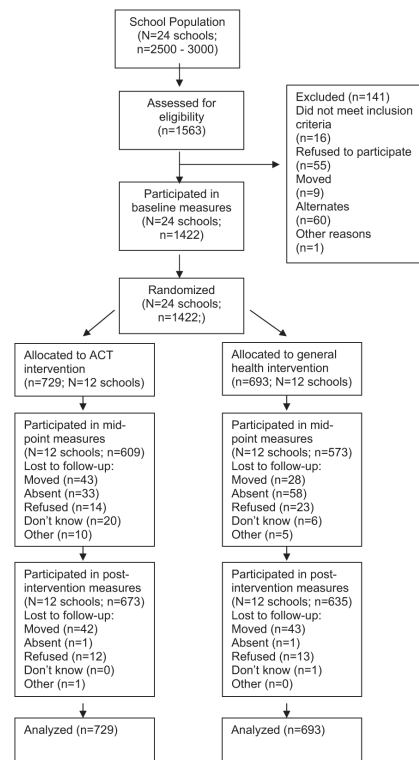 School Population
(N=24 schools;
n=2500 - 3000)
Assessed for
eligibility
(n=1563)
Excluded (n=141)
Did not meet inclusion
criteria
(n=16)
Refused to participate
(n=55)
Moved
(n=9)
Alternates
(n=60)
Other reasons
(n=1)
Participated in
baseline measures
(N=24 schools;
n=1422)
Randomized
(N=24 schools;
n=1422;)
Allocated to ACT
intervention
(n=729; N=12 schools)
Allocated to general
health intervention
(n=693; N=12 schools)
Participated in mid-
point measures
(N=12 schools; n=609)
Lost to follow-up:
Moved (n=43)
Absent (n=33)
Refused (n=14)
Don't know (n=20)
Other (n=10)
Participated in mid-
point measures
(N=12 schools; n=573)
Lost to follow-up:
Moved (n=28)
Absent (n=58)
Refused (n=23)
Don't know (n=6)
Other (n=5)
Participated in post-
intervention measures
(N=12 schools; n=673)
Lost to follow-up:
Moved (n=42)
Absent (n=1)
Refused (n=12)
Don't know (n=0)
Other (n=1)
Participated in post-
intervention measures
(N=12 schools; n=635)
Lost to follow-up:
Moved (n=43)
Absent (n=1)
Refused (n=13)
Don't know (n=1)
Other (n=0)
Analyzed (n=729)
Analyzed (n=693)